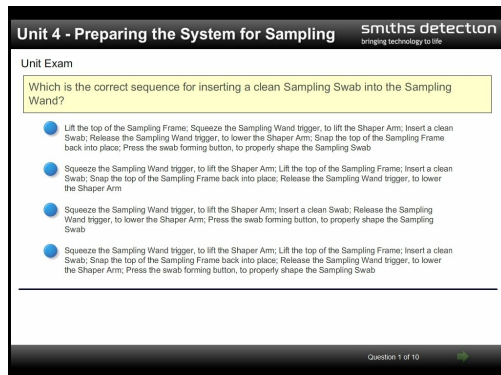 Unit 4 - Preparing the System for Sampling
smiths detection
bringing technology to life
Unit Exam
Which is the correct sequence for inserting a clean Sampling Swab into the Sampling
Wand?
Lift the top of the Sampling Frame; Squeeze the Sampling Wand trigger, to lift the Shaper Arm; Insert a clean
Swab; Release the Sampling Wand trigger, to lower the Shaper Arm; Snap the top of the Sampling Frame
back into place; Press the swab forming button, to properly shape the Sampling Swab
Squeeze the Sampling Wand trigger, to lift the Shaper Arm; Lift the top of the Sampling Frame; Insert a clean
Swab; Snap the top of the Sampling Frame back into place; Release the Sampling Wand trigger, to lower
the Shaper Arm
Squeeze the Sampling Wand trigger, to lift the Shaper Arm; Insert a clean Swab; Release the Sampling
Wand trigger, to lower the Shaper Arm; Press the swab forming button, to properly shape the Sampling
Swab
Squeeze the Sampling Wand trigger, to lift the Shaper Arm; Lift the top of the Sampling Frame; Insert a clean
Swab; Snap the top of the Sampling Frame back into place; Release the Sampling Wand trigger, to lower
the Shaper Arm; Press the swab forming button, to properly shape the Sampling Swab
Question 1 of 10